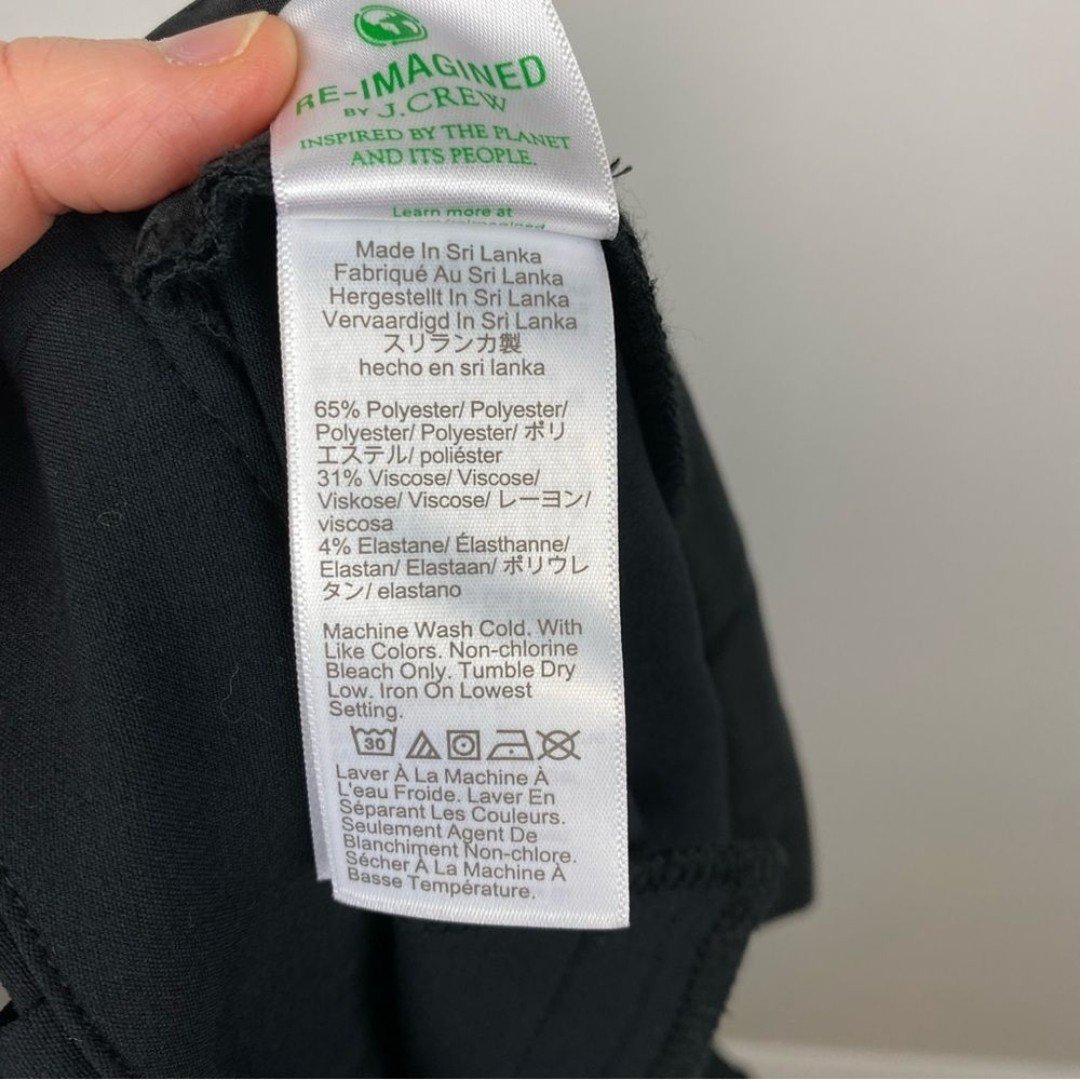 RE-IMAGINED
BY J.CREW
INSPIRED BY THE PLANET
AND ITS PEOPLE.
Learn more at
Made In Sri Lanka
Fabriqué Au Sri Lanka
Hergestellt In Sri Lanka
Vervaardigd In Sri Lanka
スリランカ製
hecho en sri lanka
65% Polyester/ Polyester/
Polyester/ Polyester/ ポリ
エステル/ poliéster
31% Viscose/ Viscose/
Viskose/ Viscose/ レーヨン/
viscosa
4% Elastane/ Élasthanne/
Elastan/ Elastaan/ ポリウレ
タン/ elastano
Machine Wash Cold. With
Like Colors. Non-chlorine
Bleach Only. Tumble Dry
Low. Iron On Lowest
Setting.
30
Laver À La Machine À
L'eau Froide. Laver En
Séparant Les Couleurs.
Seulement Agent De
Blanchiment Non-chlore.
Sécher À La Machine À
Basse Température.